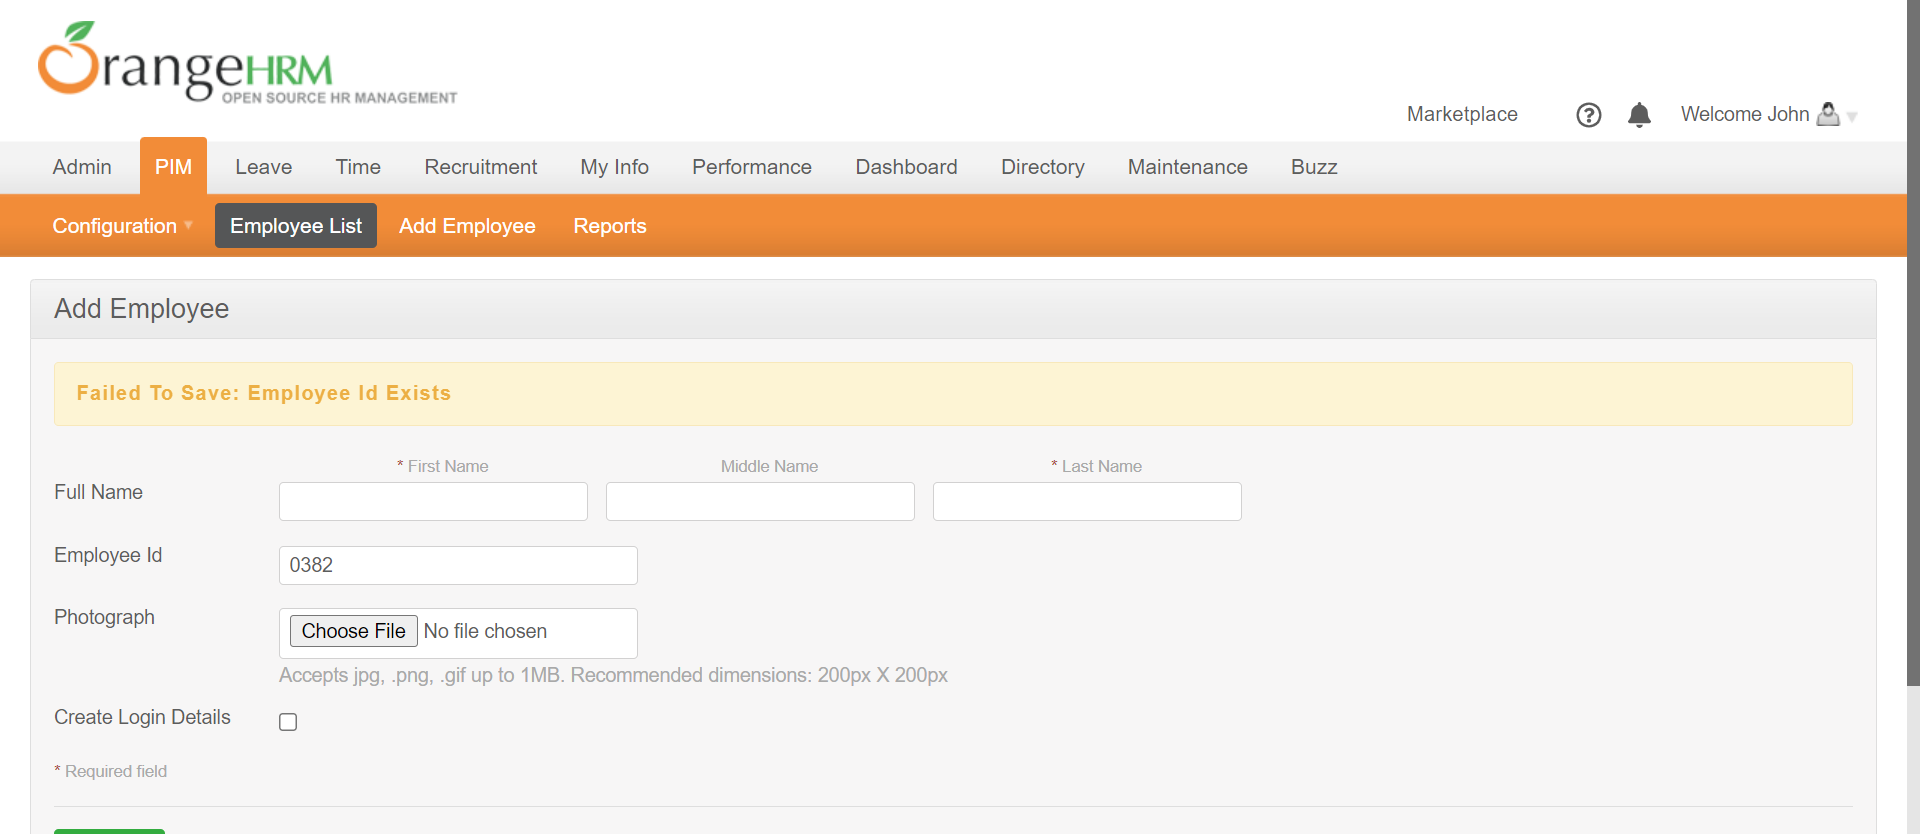 OrangeHRM
OPEN SOURCE HR MANAGEMENT
Marketplace ? Welcome John
Admin PIM Leave Time Recruitment My Info Performance Dashboard Directory Maintenance Buzz
Configuration Employee List Add Employee Reports
Add Employee
Failed To Save: Employee Id Exists
* First Name Middle Name * Last Name
Full Name
Employee Id 0382
Photograph Choose File No file chosen
Accepts jpg, .png, .gif up to 1MB. Recommended dimensions: 200px X 200px
Create Login Details
* Required field